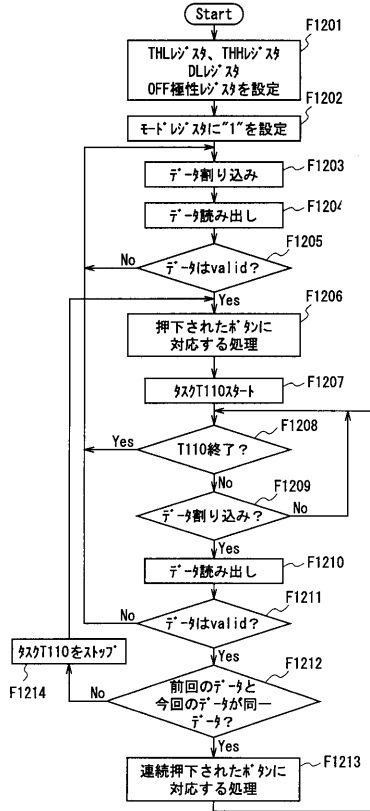 Start
F1201
THLレジスタ、THHレジスタ
DLレジスタ
OFF極性レジスタを設定
F1202
モードレジスタに"1"を設定
F1203
データ割り込み
F1204
データ読み出し
F1205
データはvalid?
No
Yes
F1206
押下されたボタンに
対応する処理
F1207
タスクT110スタート
F1208
T110終了?
Yes
No
F1209
データ割り込み?
No
Yes
F1210
データ読み出し
F1211
データはvalid?
No
Yes
タスクT110をストップ
F1214
F1212
前回のデータと
今回のデータが同一
データ?
No
Yes
F1213
連続押下されたボタンに
対応する処理